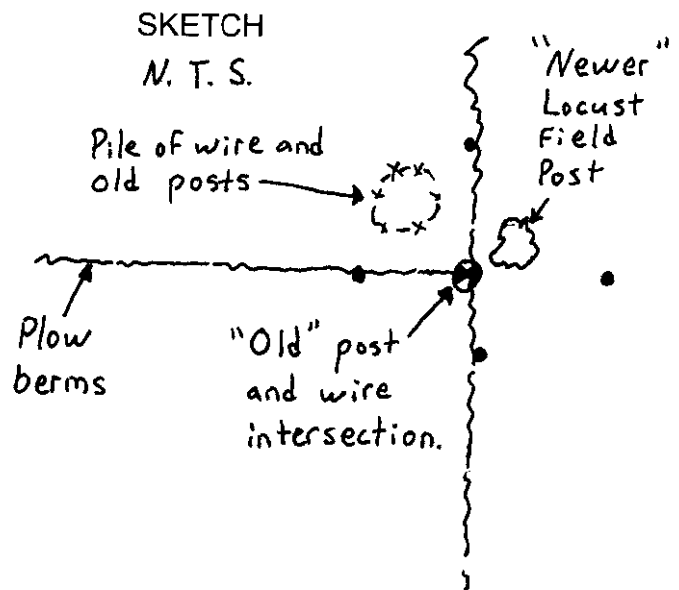 SKETCH
N. T. S.
"Newer"
Locust
Field
Post
Pile of wire and
old posts
Plow
berms
"Old" post
and wire
intersection.